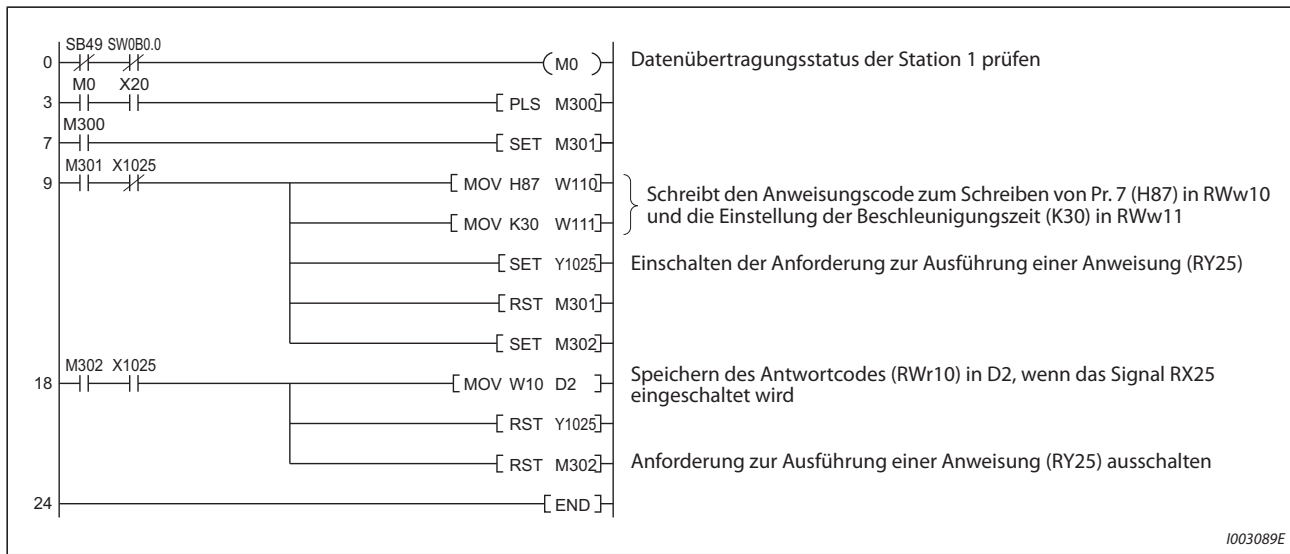 SB49 SW0B0.0
0 M0 Datenübertragungsstatus der Station 1 prüfen
M0 X20
3 PLS M300
M300
7 SET M301
M301 X1025
9 MOV H87 W110
Schreibt den Anweisungscode zum Schreiben von Pr. 7 (H87) in RWw10
und die Einstellung der Beschleunigungszeit (K30) in RWw11
MOV K30 W111
SET Y1025 Einschalten der Anforderung zur Ausführung einer Anweisung (RY25)
RST M301
SET M302
M302 X1025
18 MOV W10 D2 Speichern des Antwortcodes (RWr10) in D2, wenn das Signal RX25
eingeschaltet wird
RST Y1025
RST M302 Anforderung zur Ausführung einer Anweisung (RY25) ausschalten
24 END
I003089E